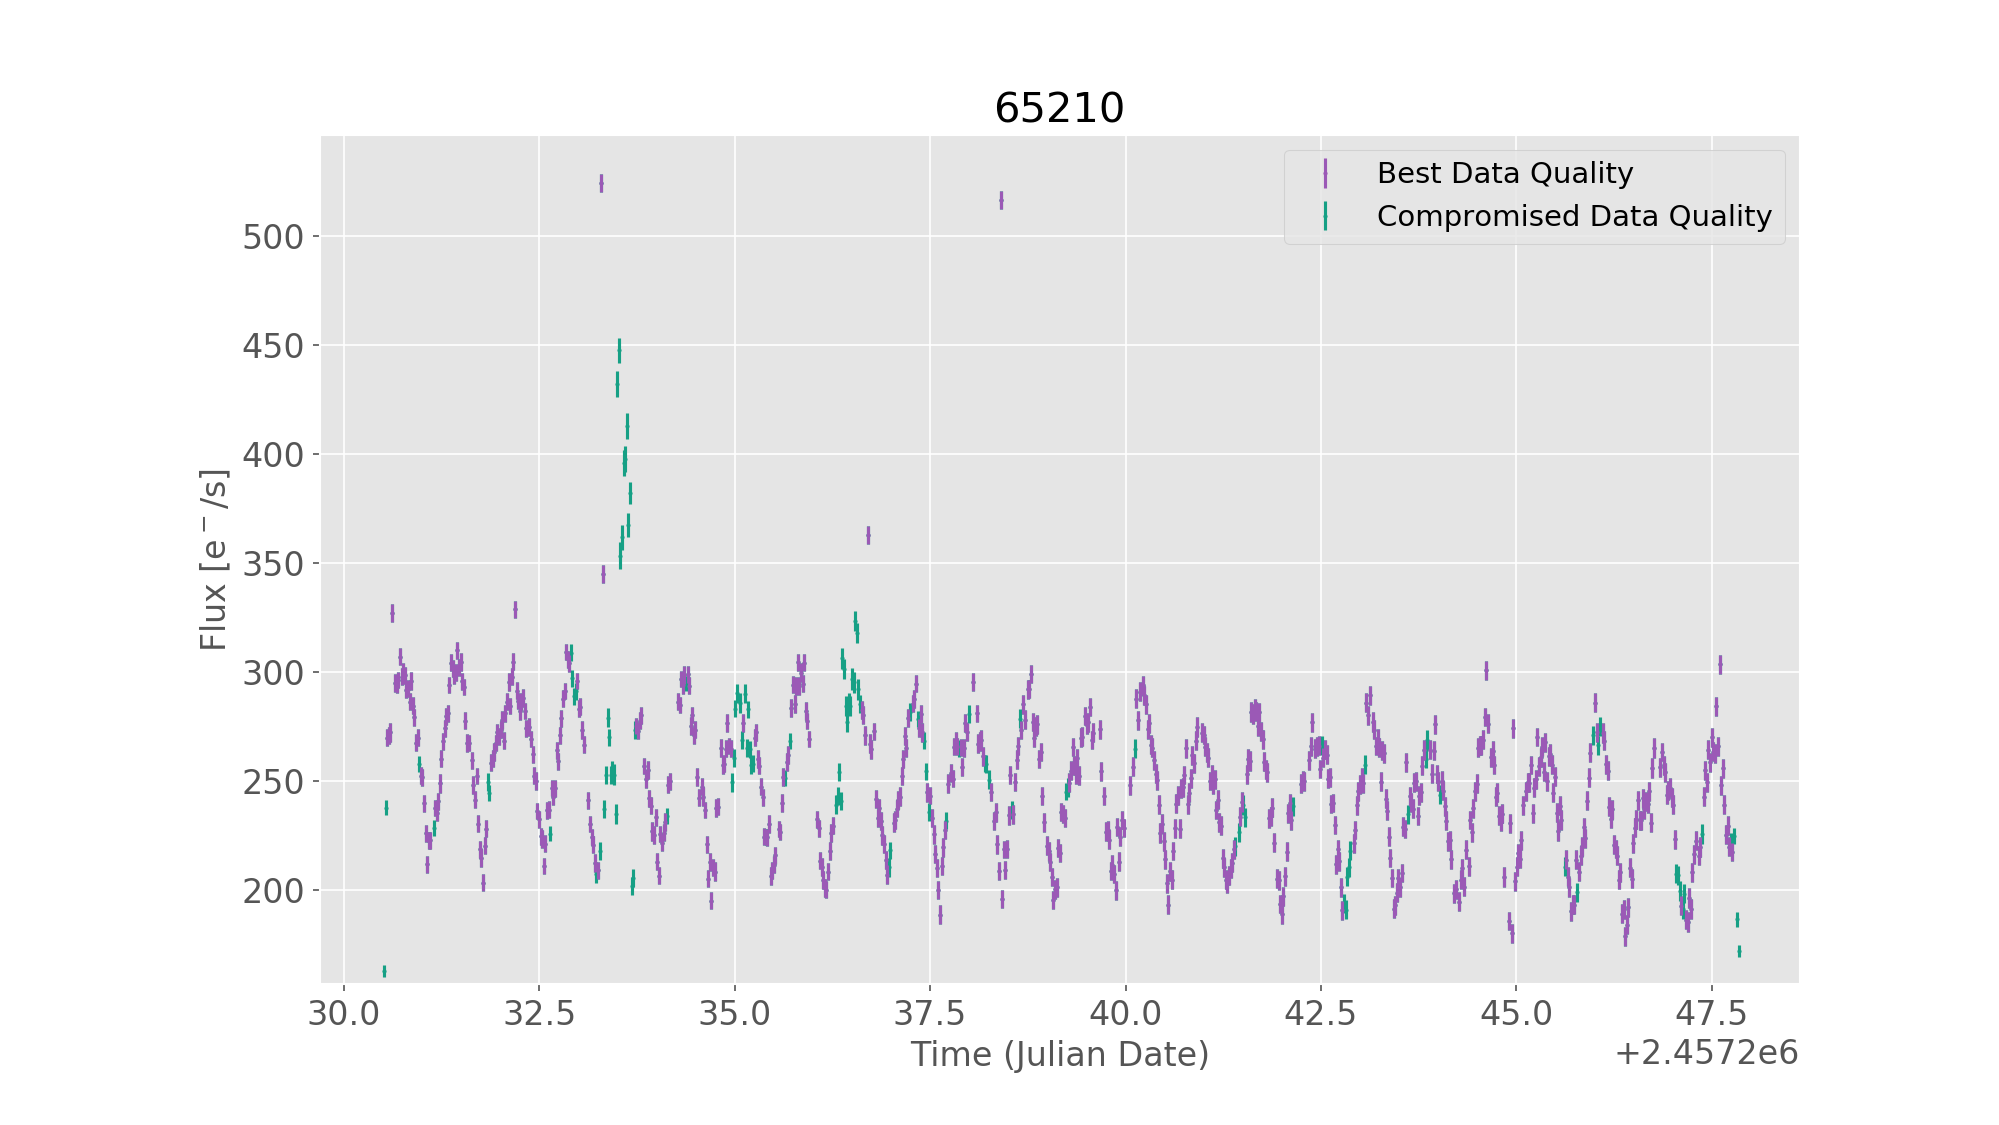 65210
Best Data Quality
Compromised Data Quality
Flux [e⁻/s]
500
450
400
350
300
250
200
30.0 32.5 35.0 37.5 40.0 42.5 45.0 47.5
Time (Julian Date)
+2.4572e6